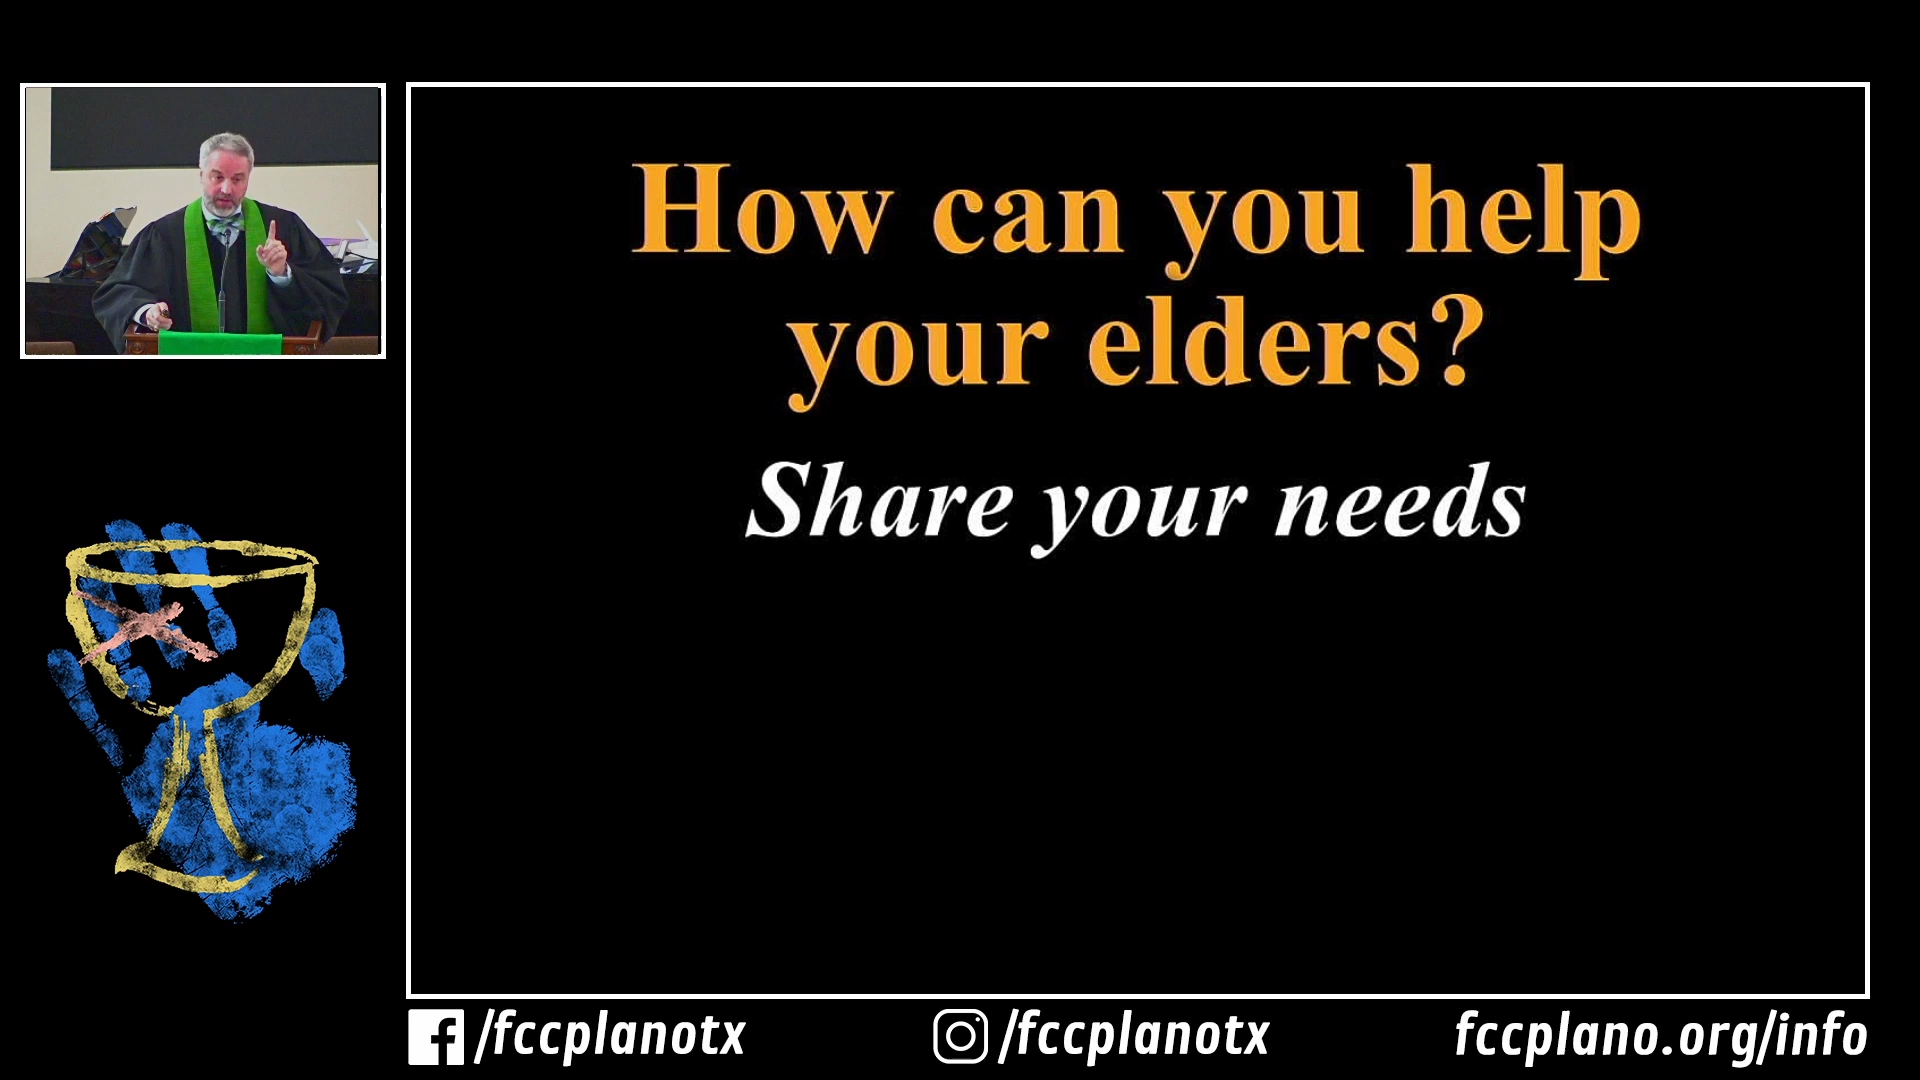 How can you help
your elders?
Share your needs
/fccplanotx
/fccplanotx
fccplano.org/info